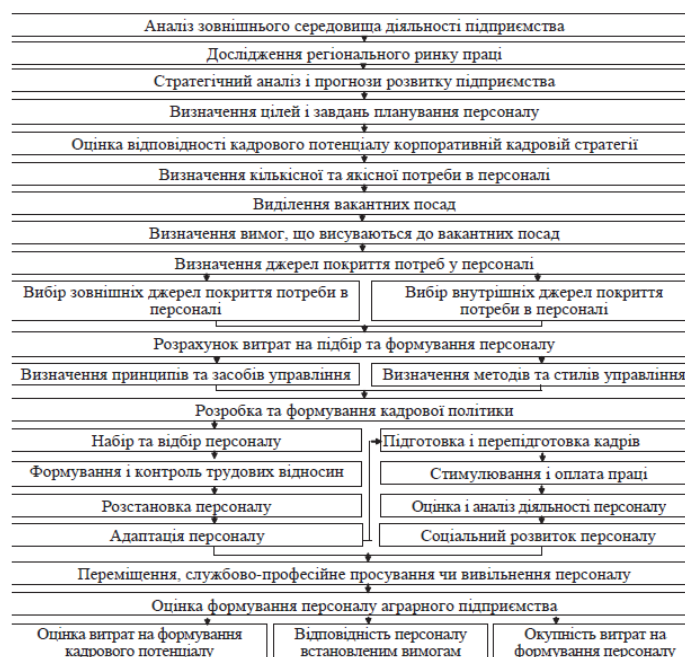 Аналіз зовнішнього середовища діяльності підприємства
Дослідження регіонального ринку праці
Стратегічний аналіз і прогнози розвитку підприємства
Визначення цілей і завдань планування персоналу
Оцінка відповідності кадрового потенціалу корпоративній кадровій стратегії
Визначення кількісної та якісної потреби в персоналі
Виділення вакантних посад
Визначення вимог, що висуваються до вакантних посад
Визначення джерел покриття потреб у персоналі
Вибір зовнішніх джерел покриття потреби в
персоналі
Вибір внутрішніх джерел покриття
потреби в персоналі
Розрахунок витрат на підбір та формування персоналу
Визначення принципів та засобів управління
Визначення методів та стилів управління
Розробка та формування кадрової політики
Набір та відбір персоналу
Формування і контроль трудових відносин
Розстановка персоналу
Адаптація персоналу
Підготовка і перепідготовка кадрів
Стимулювання і оплата праці
Оцінка і аналіз діяльності персоналу
Соціальний розвиток персоналу
Переміщення, службово-професійне просування чи вивільнення персоналу
Оцінка формування персоналу аграрного підприємства
Оцінка витрат на формування
кадрового потенціалу
Відповідність персоналу
встановленим вимогам
Окупність витрат на
формування персоналу